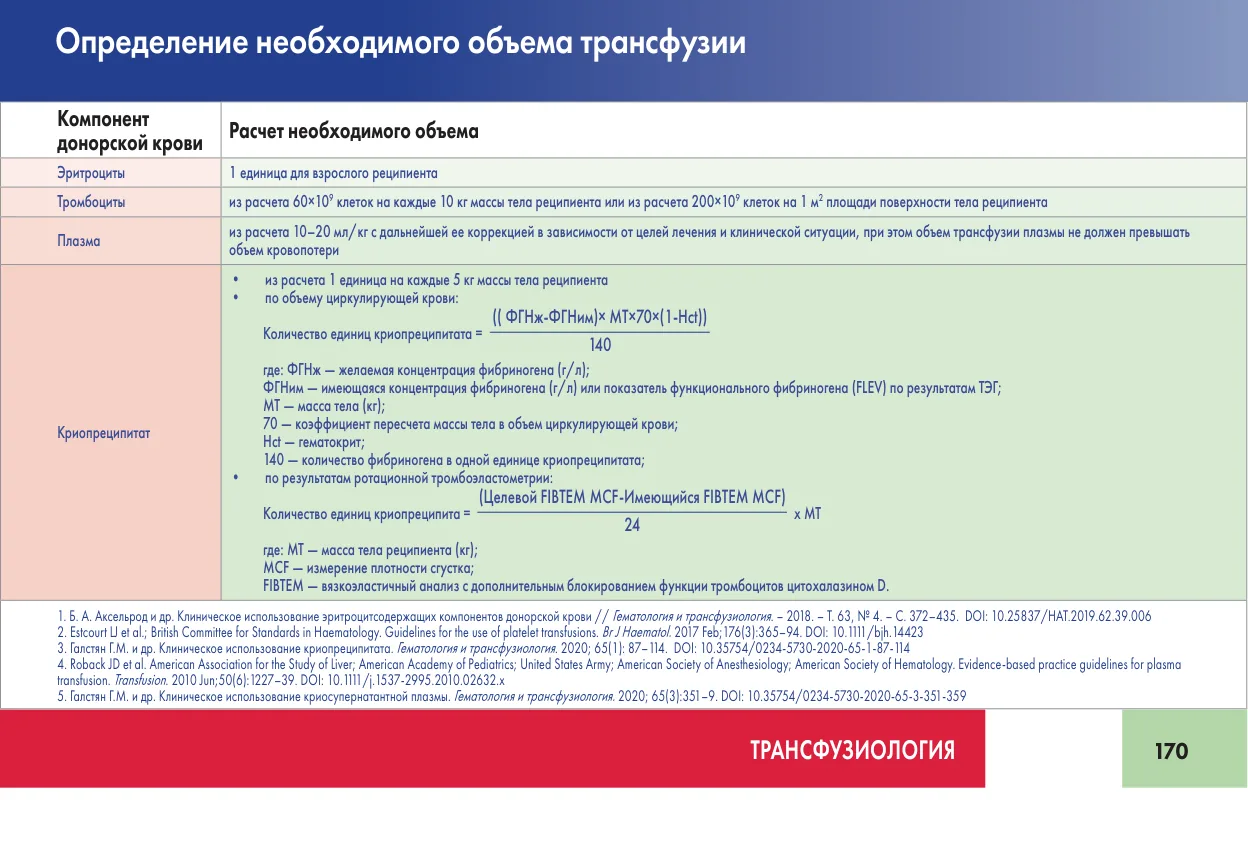 Определение необходимого объема трансфузии
Компонент
донорской крови
Расчет необходимого объема
Эритроциты
1 единица для взрослого реципиента
Тромбоциты
из расчета 60×10⁹ клеток на каждые 10 кг массы тела реципиента или из расчета 200×10⁹ клеток на 1 м² площади поверхности тела реципиента
Плазма
из расчета 10–20 мл/кг с дальнейшей ее коррекцией в зависимости от целей лечения и клинической ситуации, при этом объем трансфузии плазмы не должен превышать
объем кровопотери
Криопреципитат
• из расчета 1 единица на каждые 5 кг массы тела реципиента
• по объему циркулирующей крови:
Количество единиц криопреципитата =
(( ФГНж-ФГНим)× МТ×70×(1-Hct))
140
где: ФГНж — желаемая концентрация фибриногена (г/л);
ФГНим — имеющаяся концентрация фибриногена (г/л) или показатель функционального фибриногена (FLEV) по результатам ТЭГ;
МТ — масса тела (кг);
70 — коэффициент пересчета массы тела в объем циркулирующей крови;
Hct — гематокрит;
140 — количество фибриногена в одной единице криопреципитата;
• по результатам ротационной тромбоэластометрии:
Количество единиц криопреципита =
(Целевой FIBTEM MCF-Имеющийся FIBTEM MCF)
24
х МТ
где: МТ — масса тела реципиента (кг);
MCF — измерение плотности сгустка;
FIBTEM — вязкоэластичный анализ с дополнительным блокированием функции тромбоцитов цитохалазином D.
1. Б. А. Аксельрод и др. Клиническое использование эритроцитсодержащих компонентов донорской крови // Гематология и трансфузиология. – 2018. – Т. 63, № 4. – С. 372–435. DOI: 10.25837/HAT.2019.62.39.006
2. Estcourt LJ et al.; British Committee for Standards in Haematology. Guidelines for the use of platelet transfusions. Br J Haematol. 2017 Feb;176(3):365–94. DOI: 10.1111/bjh.14423
3. Галстян Г.М. и др. Клиническое использование криопреципитата. Гематология и трансфузиология. 2020; 65(1): 87–114. DOI: 10.35754/0234-5730-2020-65-1-87-114
4. Roback JD et al. American Association for the Study of Liver; American Academy of Pediatrics; United States Army; American Society of Anesthesiology; American Society of Hematology. Evidence-based practice guidelines for plasma
transfusion. Transfusion. 2010 Jun;50(6):1227–39. DOI: 10.1111/j.1537-2995.2010.02632.x
5. Галстян Г.М. и др. Клиническое использование криосупернатантной плазмы. Гематология и трансфузиология. 2020; 65(3):351–9. DOI: 10.35754/0234-5730-2020-65-3-351-359
ТРАНСФУЗИОЛОГИЯ
170